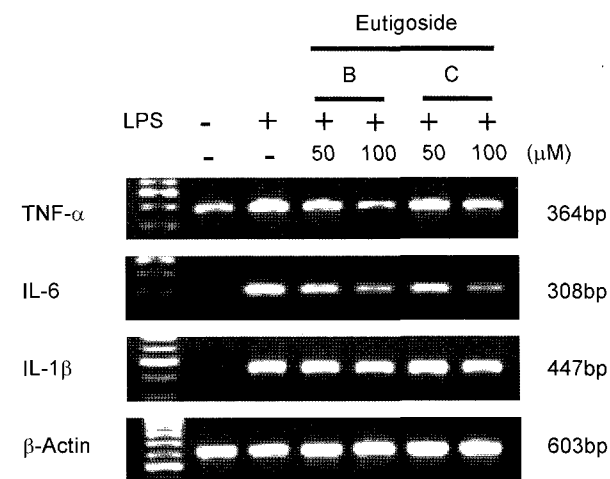 Eutigoside
B C
LPS - + + + + +
- - 50 100 50 100 (μM)
TNF-α 364bp
IL-6 308bp
IL-1β 447bp
β-Actin 603bp